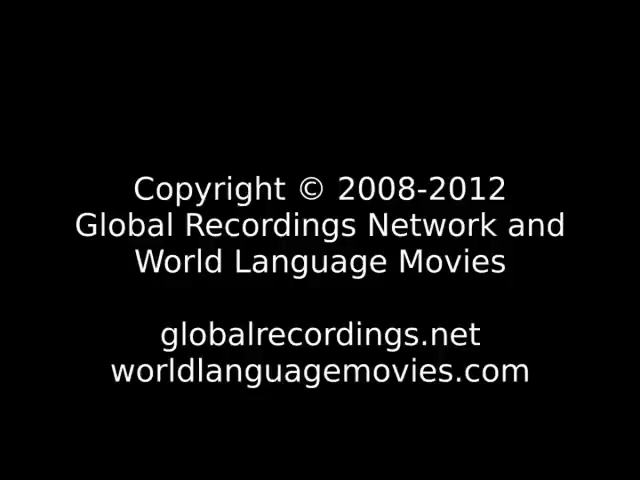 Copyright © 2008-2012
Global Recordings Network and
World Language Movies
globalrecordings.net
worldlanguagemovies.com